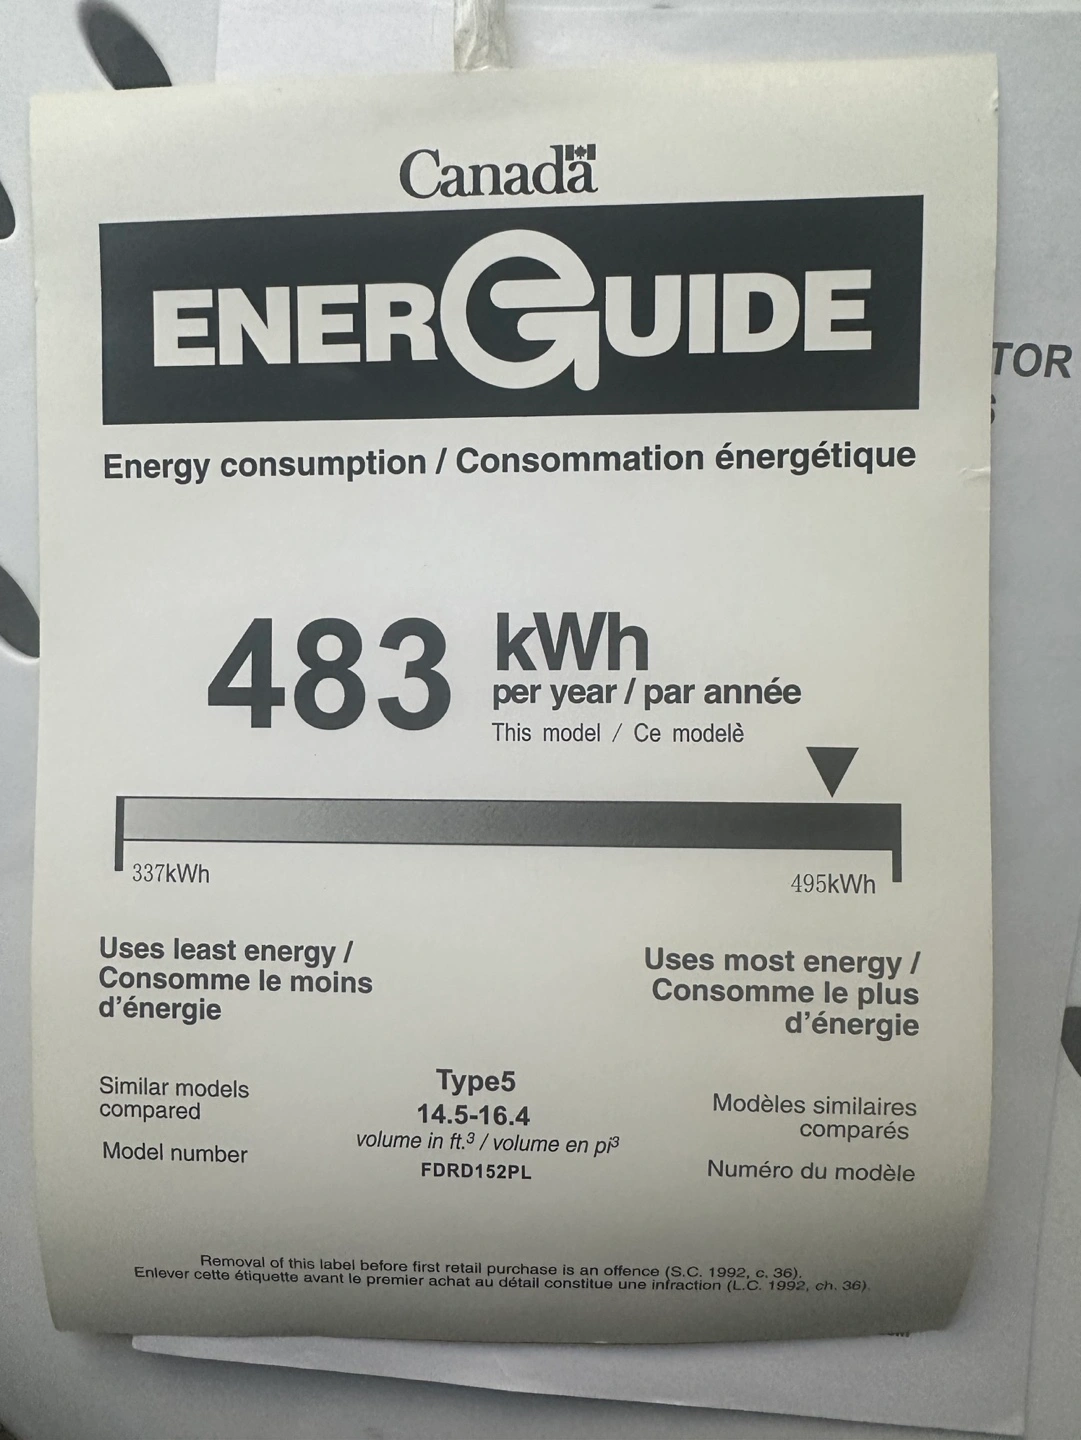 Canada
ENERGUIDE
Energy consumption / Consommation énergétique
483 kWh
per year / par année
This model / Ce modelè
337kWh
495kWh
Uses least energy /
Consomme le moins
d'énergie
Uses most energy /
Consomme le plus
d'énergie
Similar models
compared
Type5
14.5-16.4
volume in ft.³ / volume en pi³
Modèles similaires
comparés
Model number
FDRD152PL
Numéro du modèle
Removal of this label before first retail purchase is an offence (S.C. 1992, c. 36).
Enlever cette étiquette avant le premier achat au détail constitue une infraction (L.C. 1992, ch. 36).
TOR